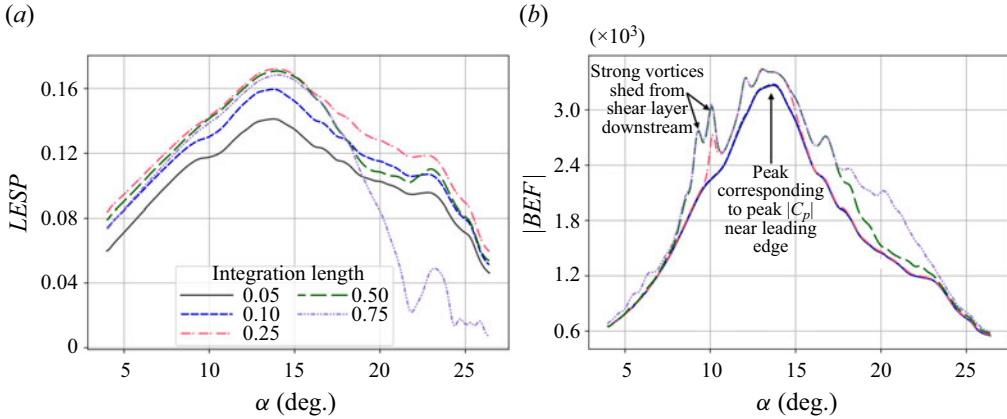 (a)
LESP
0.16
0.12
0.08
0.04
0
Integration length
0.05
0.10
0.25
0.50
0.75
5
10
15
20
25
α (deg.)
(b)
(×10³)
|BEF|
3.0
2.4
1.8
1.2
0.6
Strong vortices
shed from
shear layer
downstream
Peak
corresponding
to peak |Cₚ|
near leading
edge
5
10
15
20
25
α (deg.)